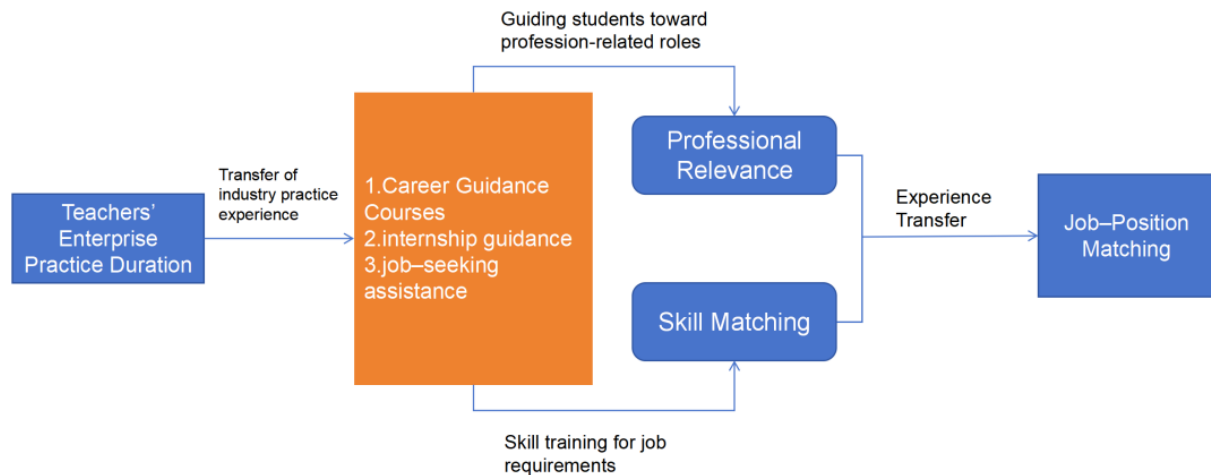 Guiding students toward
profession-related roles
Transfer of
industry practice
experience
Teachers’
Enterprise
Practice Duration
1.Career Guidance
Courses
2.internship guidance
3.job–seeking
assistance
Professional
Relevance
Skill Matching
Experience
Transfer
Job–Position
Matching
Skill training for job
requirements